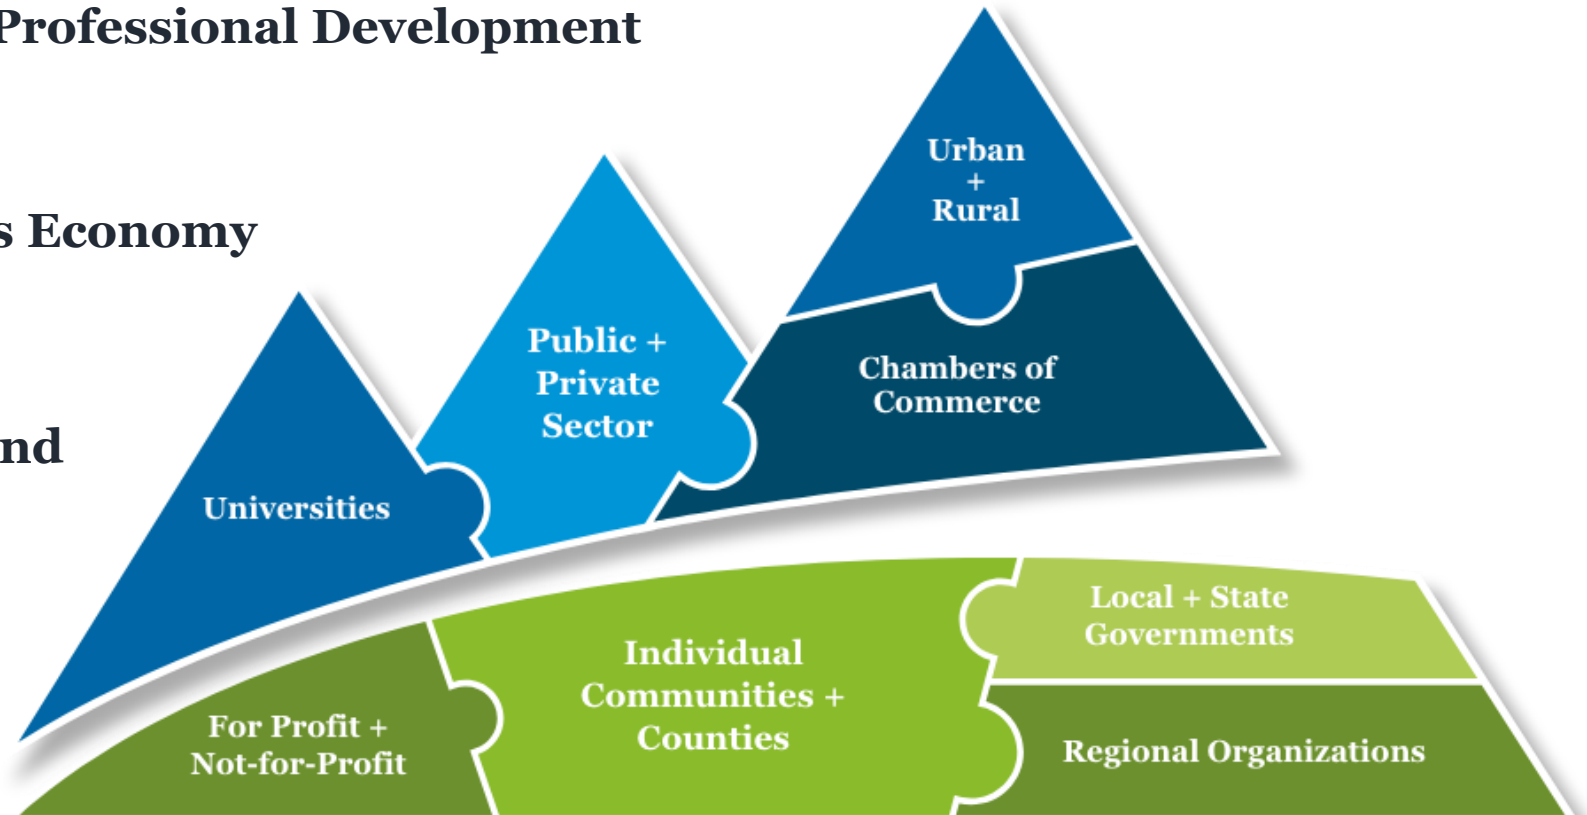 Professional Development
s Economy
nd
Urban
+
Rural
Public +
Private
Sector
Chambers of
Commerce
Universities
Individual
Communities +
Counties
Local + State
Governments
For Profit +
Not-for-Profit
Regional Organizations